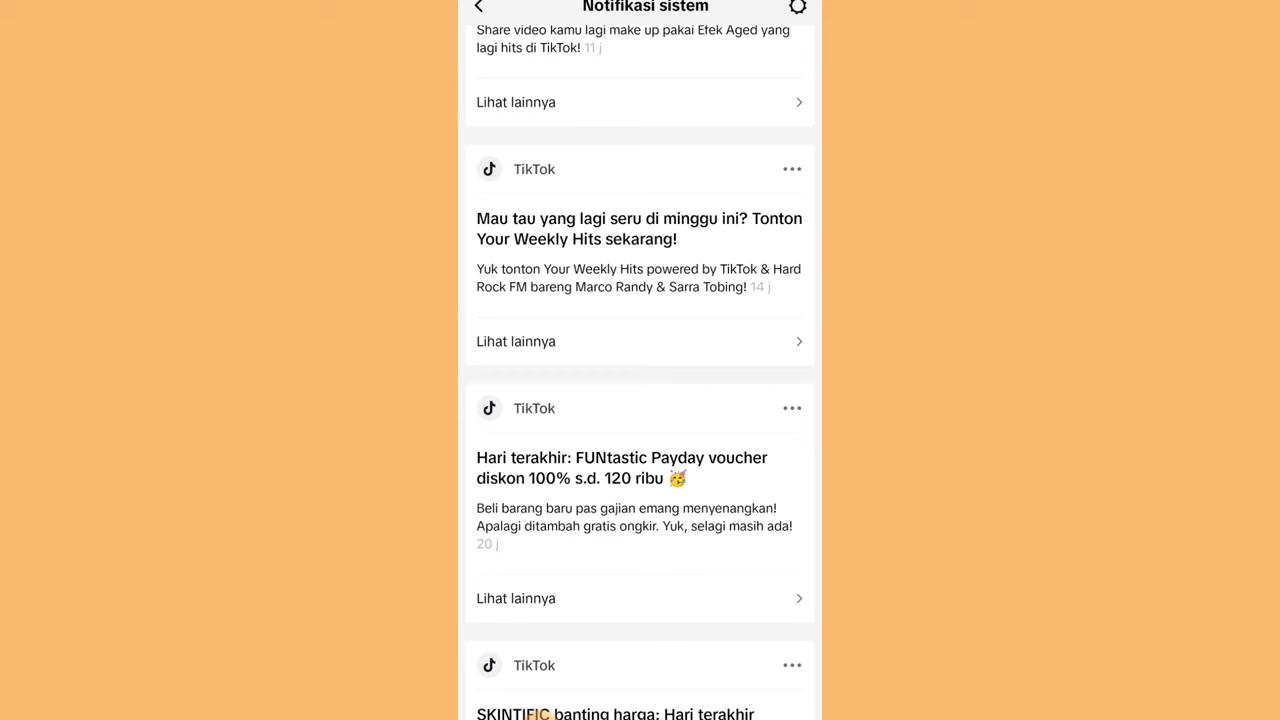 Notifikasi sistem
Share video kamu lagi make up pakai Efek Aged yang
lagi hits di TikTok! 11 j
Lihat lainnya
TikTok
Mau tau yang lagi seru di minggu ini? Tonton
Your Weekly Hits sekarang!
Yuk tonton Your Weekly Hits powered by TikTok & Hard
Rock FM bareng Marco Randy & Sarra Tobing! 14 j
Lihat lainnya
TikTok
Hari terakhir: FUNtastic Payday voucher
diskon 100% s.d. 120 ribu 🥳
Beli barang baru pas gajian emang menyenangkan!
Apalagi ditambah gratis ongkir. Yuk, selagi masih ada!
20 j
Lihat lainnya
TikTok
SKINTIFIC banting harga: Hari terakhir